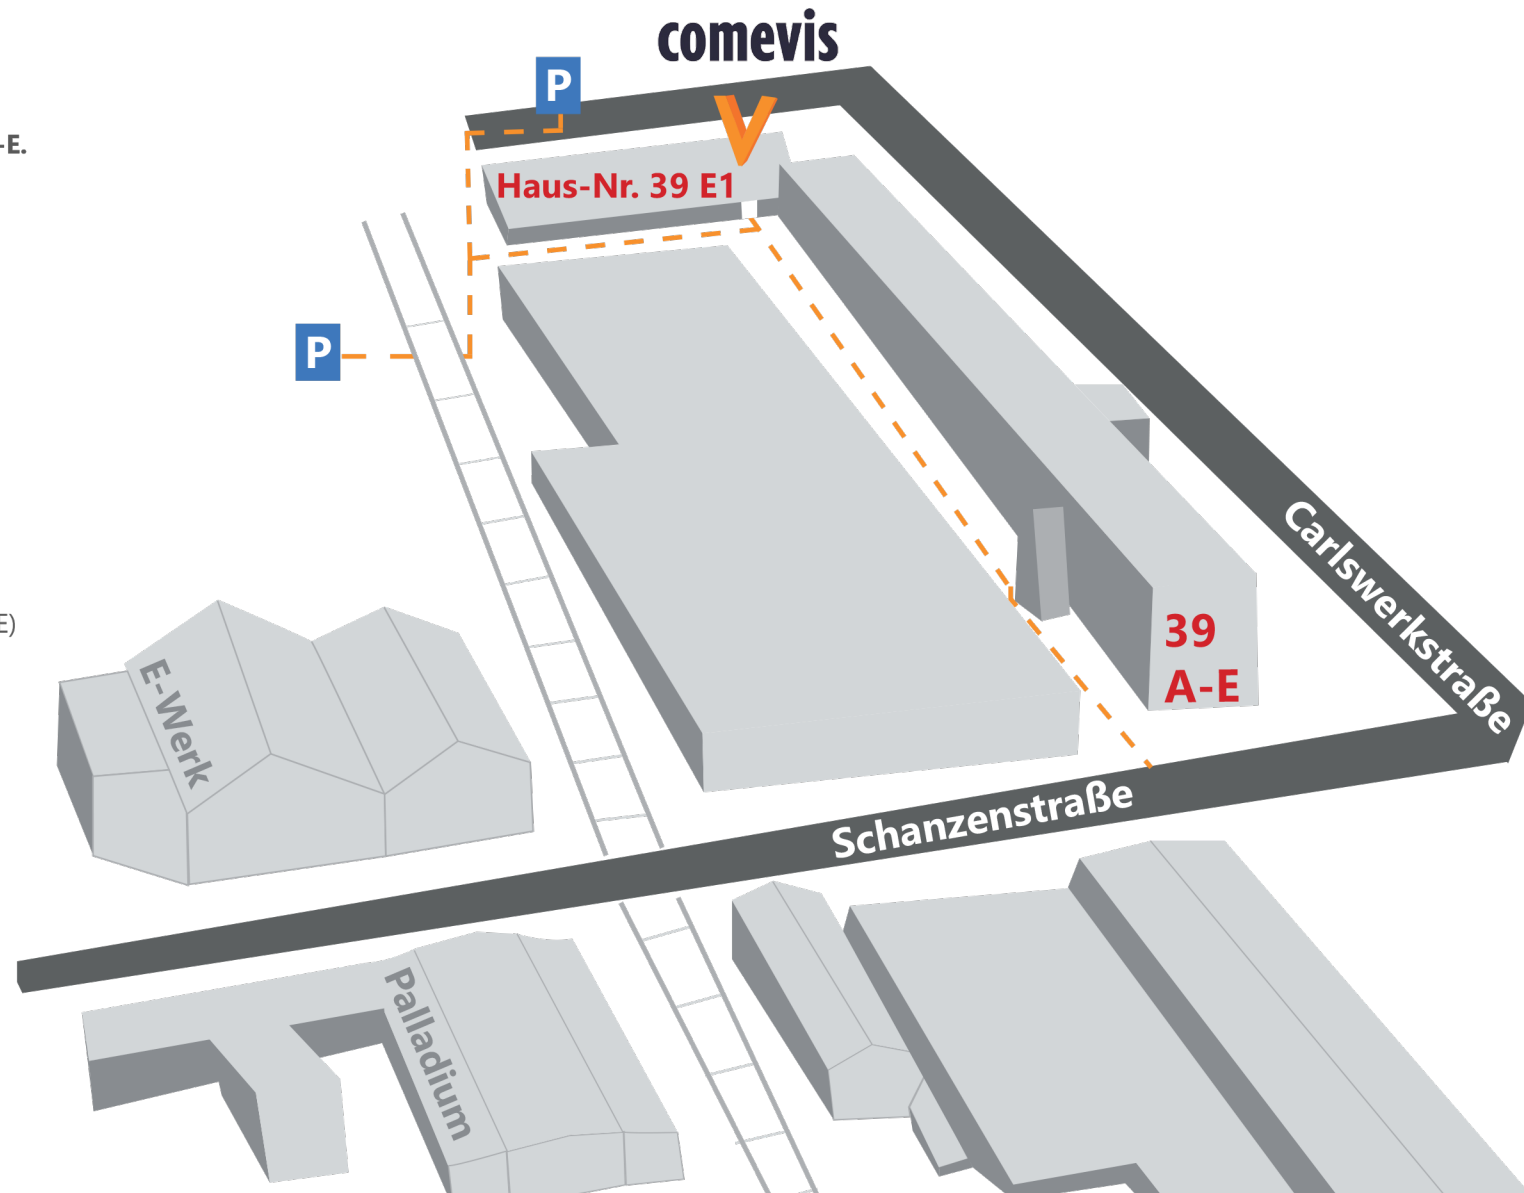 comevis
P
-E.
Haus-Nr. 39 E1
P
Carlswerkstraße
E)
39
A-E
E-Werk
Schanzenstraße
Palladium